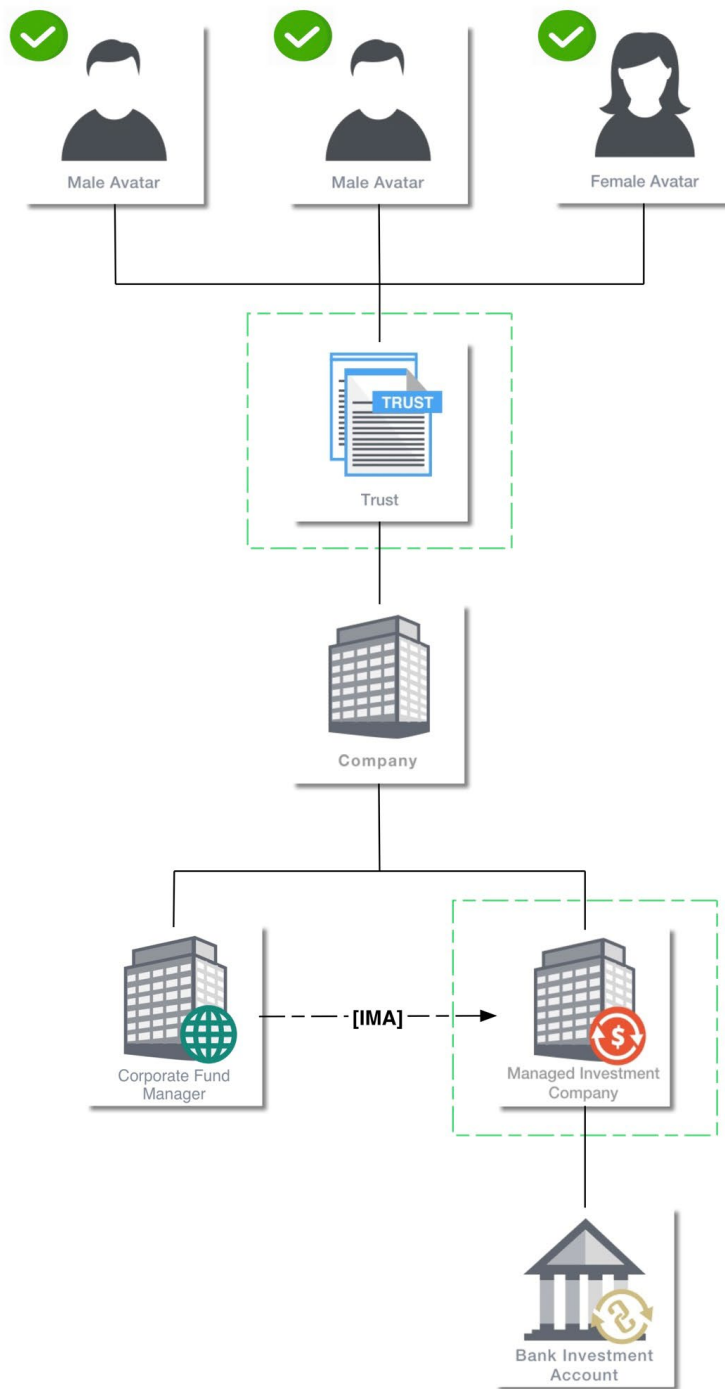 Male Avatar
Male Avatar
Female Avatar
TRUST
Trust
Company
[IMA]
Corporate Fund
Manager
Managed Investment
Company
$
Bank Investment
Account